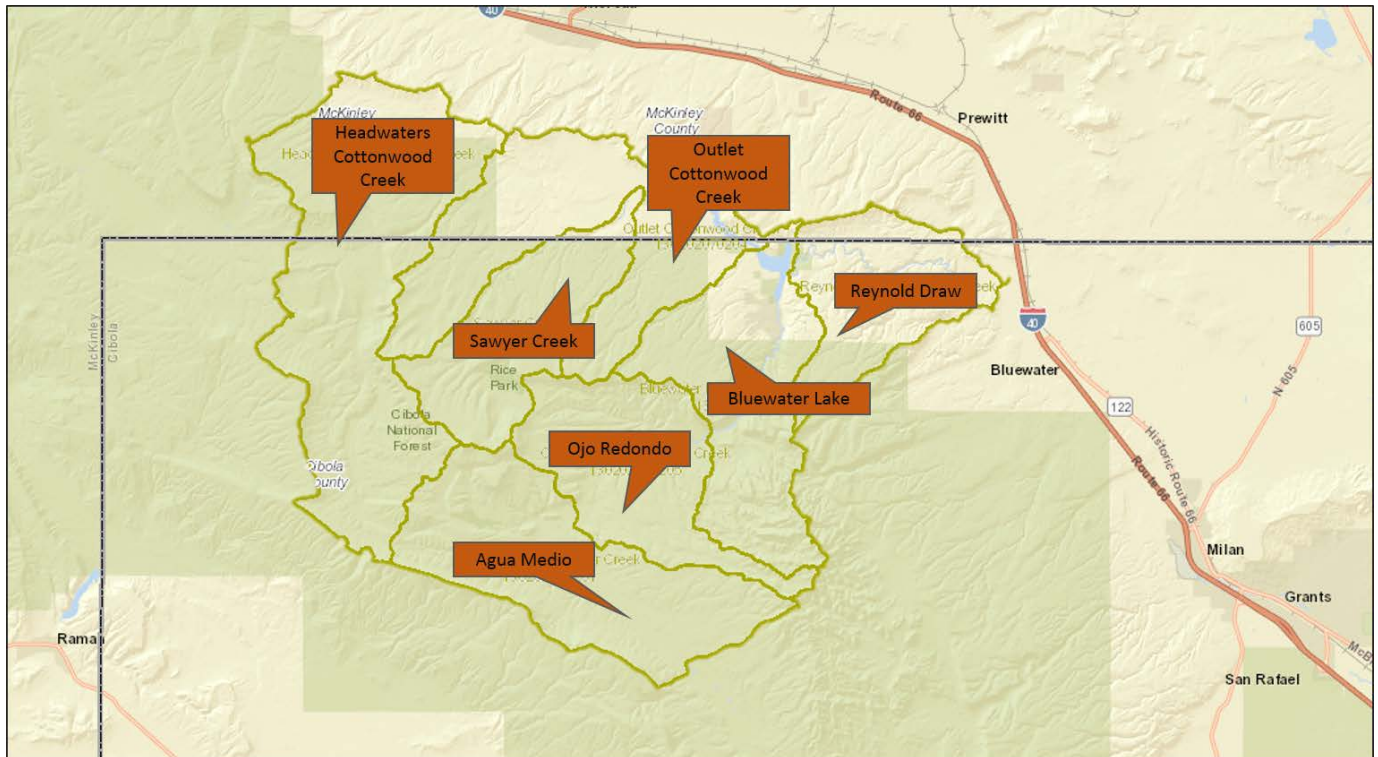 40
Route 66
Prewitt
McKinley
McKinley
County
Headwaters
Cottonwood
Creek
Outlet
Cottonwood
Creek
Reynold Draw
Sawyer Creek
Rice
Park
Bluewater Lake
40
Bluewater
605
N 605
122
Historic Route 66
Route 66
McKinley
Cibola
Cibola
National
Forest
Ojo Redondo
Creek
Agua Medio
Creek
Milan
Grants
San Rafael